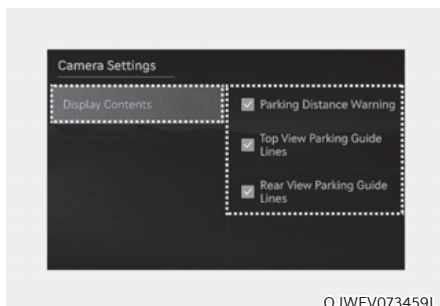 Camera Settings
Display Contents
Parking Distance Warning
Top View Parking Guide
Lines
Rear View Parking Guide
Lines
OJWEV073459L